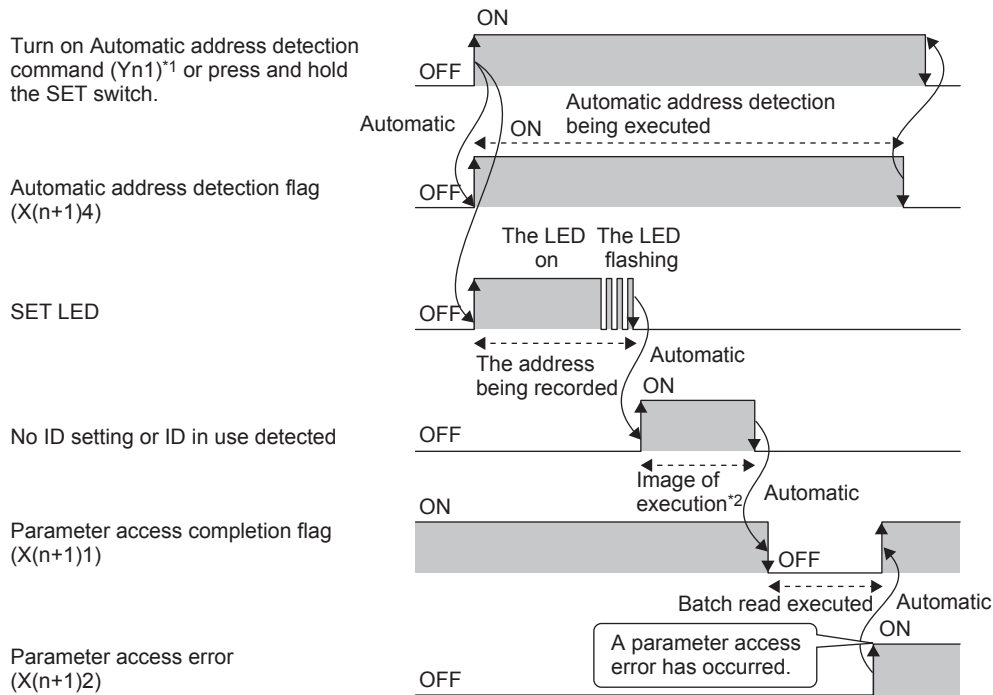 ON
Turn on Automatic address detection
command (Yn1)*1 or press and hold
the SET switch.
OFF
Automatic address detection
being executed
Automatic
ON
Automatic address detection flag
(X(n+1)4)
OFF
The LED
on
The LED
flashing
SET LED
OFF
The address
being recorded
Automatic
ON
No ID setting or ID in use detected
OFF
Image of
execution*2
Automatic
ON
Parameter access completion flag
(X(n+1)1)
OFF
Batch read executed
Automatic
ON
A parameter access
error has occurred.
Parameter access error
(X(n+1)2)
OFF